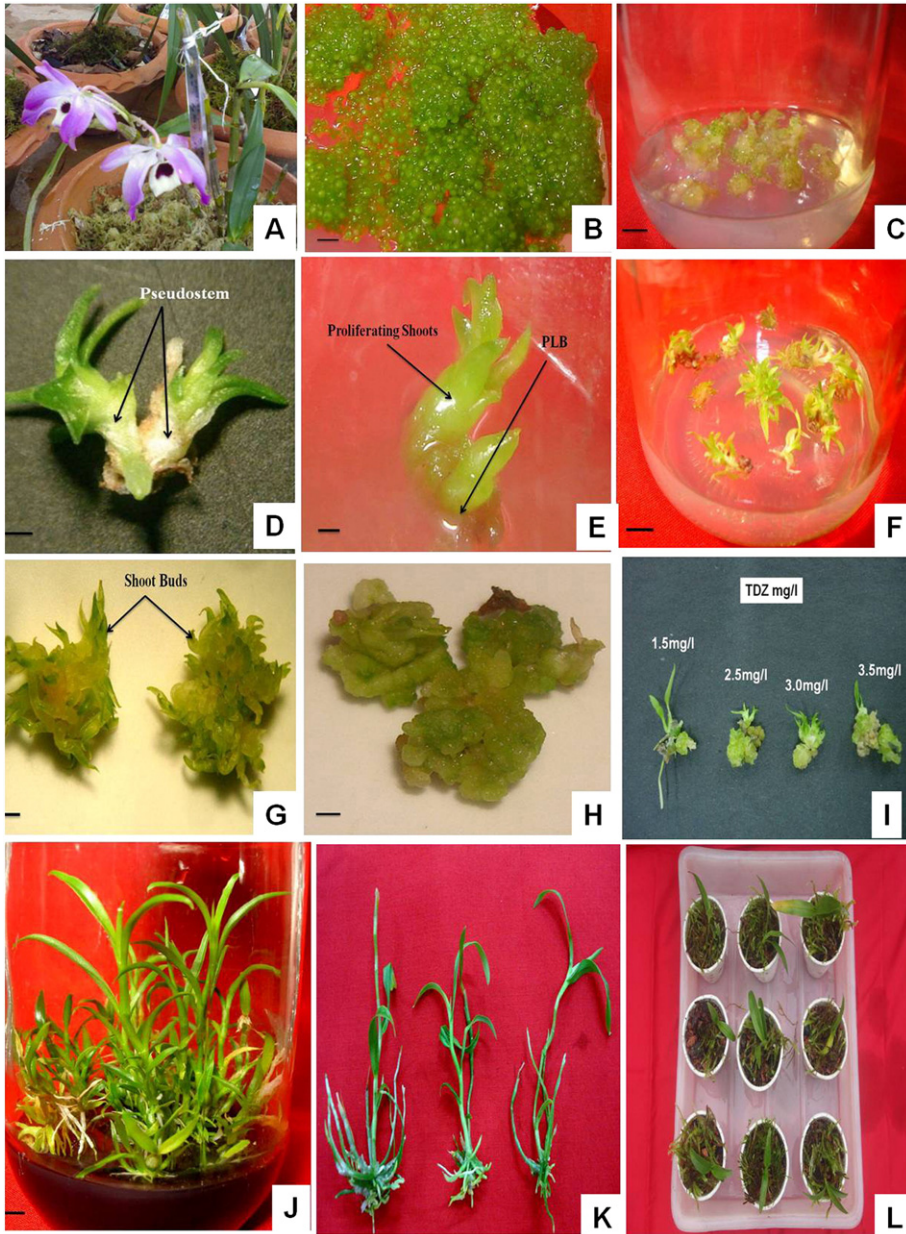 A
B
C
Pseudostem
D
Proliferating Shoots
PLB
E
F
Shoot Buds
G
H
TDZ mg/l
1.5mg/l
2.5mg/l
3.0mg/l
3.5mg/l
I
J
K
L